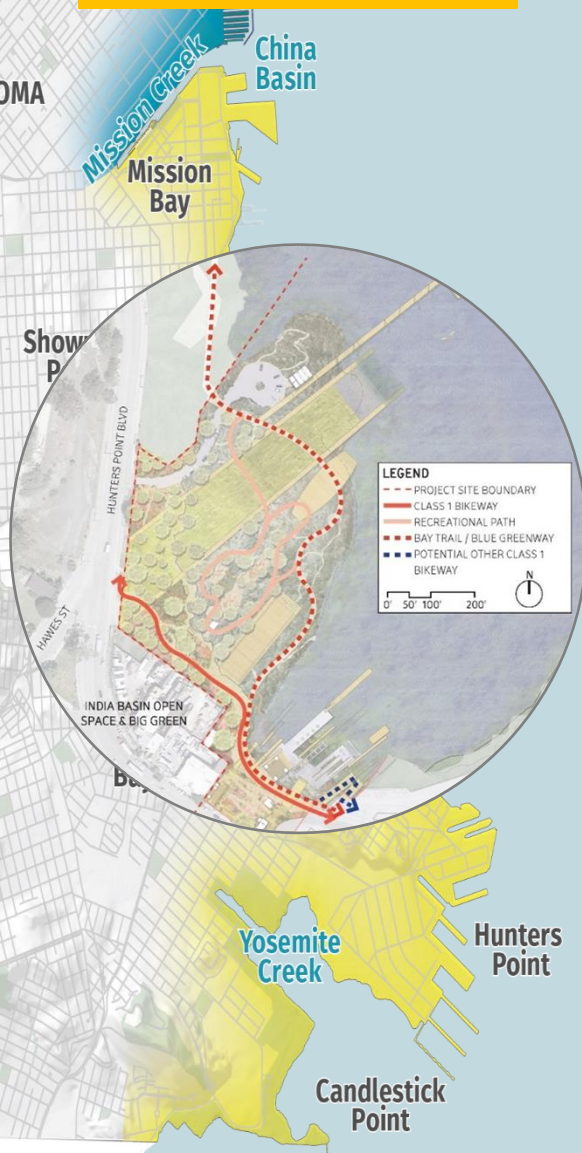 China
Basin
Mission Creek
OMA
Mission
Bay
Show
P
HUNTERS POINT BLVD
LEGEND
PROJECT SITE BOUNDARY
CLASS 1 BIKEWAY
RECREATIONAL PATH
BAY TRAIL / BLUE GREENWAY
POTENTIAL OTHER CLASS 1
BIKEWAY
N
0' 50' 100' 200'
HAWES ST
INDIA BASIN OPEN
SPACE & BIG GREEN
Ba
Yosemite
Creek
Hunters
Point
Candlestick
Point